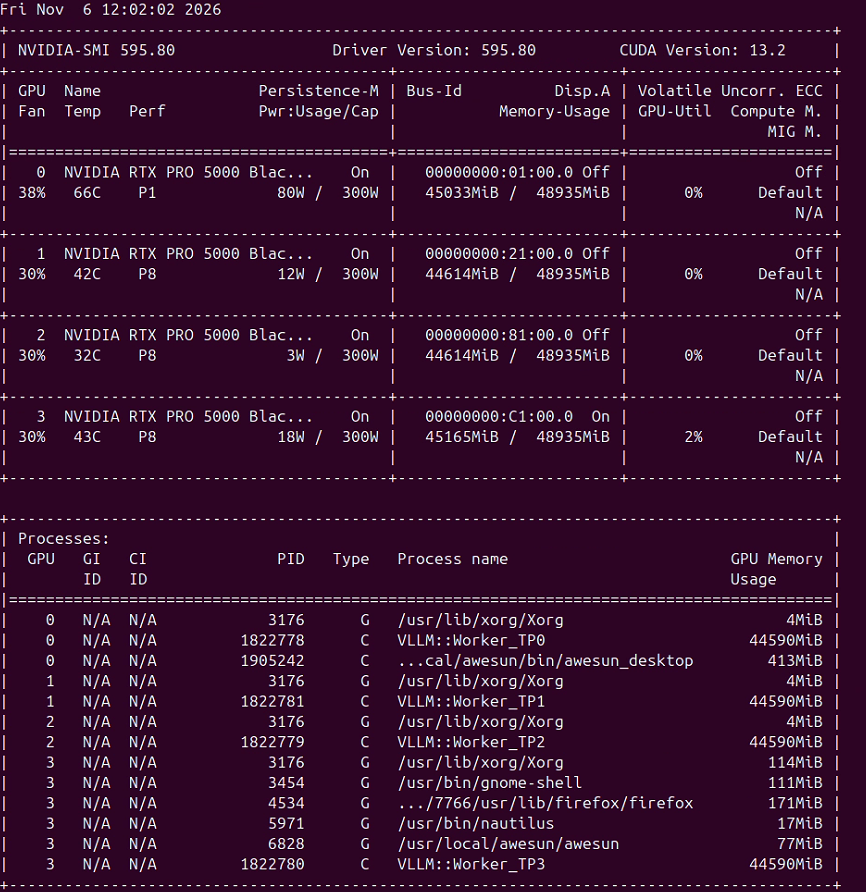 Fri Nov  6 12:02:02 2026
+-----------------------------------------------------------------------------------------+
| NVIDIA-SMI 595.80                 Driver Version: 595.80         CUDA Version: 13.2     |
+-----------------------------------------+------------------------+----------------------+
| GPU  Name                 Persistence-M | Bus-Id          Disp.A | Volatile Uncorr. ECC |
| Fan  Temp   Perf          Pwr:Usage/Cap |           Memory-Usage | GPU-Util  Compute M. |
|                                         |                        |               MIG M. |
|=========================================+========================+======================|
|   0  NVIDIA RTX PRO 5000 Blac...    On  |   00000000:01:00.0 Off |                  Off |
| 38%   66C    P1             80W /  300W |   45033MiB /  48935MiB |      0%      Default |
|                                         |                        |                  N/A |
+-----------------------------------------+------------------------+----------------------+
|   1  NVIDIA RTX PRO 5000 Blac...    On  |   00000000:21:00.0 Off |                  Off |
| 30%   42C    P8             12W /  300W |   44614MiB /  48935MiB |      0%      Default |
|                                         |                        |                  N/A |
+-----------------------------------------+------------------------+----------------------+
|   2  NVIDIA RTX PRO 5000 Blac...    On  |   00000000:81:00.0 Off |                  Off |
| 30%   32C    P8              3W /  300W |   44614MiB /  48935MiB |      0%      Default |
|                                         |                        |                  N/A |
+-----------------------------------------+------------------------+----------------------+
|   3  NVIDIA RTX PRO 5000 Blac...    On  |   00000000:C1:00.0  On |                  Off |
| 30%   43C    P8             18W /  300W |   45165MiB /  48935MiB |      2%      Default |
|                                         |                        |                  N/A |
+-----------------------------------------+------------------------+----------------------+

+-----------------------------------------------------------------------------------------+
| Processes:                                                                              |
|  GPU   GI   CI              PID   Type   Process name                        GPU Memory |
|        ID   ID                                                               Usage      |
|=========================================================================================|
|    0   N/A  N/A            3176      G   /usr/lib/xorg/Xorg                        4MiB |
|    0   N/A  N/A         1822778      C   VLLM::Worker_TP0                      44590MiB |
|    0   N/A  N/A         1905242      C   ...cal/awesun/bin/awesun_desktop        413MiB |
|    1   N/A  N/A            3176      G   /usr/lib/xorg/Xorg                        4MiB |
|    1   N/A  N/A         1822781      C   VLLM::Worker_TP1                      44590MiB |
|    2   N/A  N/A            3176      G   /usr/lib/xorg/Xorg                        4MiB |
|    2   N/A  N/A         1822779      C   VLLM::Worker_TP2                      44590MiB |
|    3   N/A  N/A            3176      G   /usr/lib/xorg/Xorg                      114MiB |
|    3   N/A  N/A            3454      G   /usr/bin/gnome-shell                    111MiB |
|    3   N/A  N/A            4534      G   .../7766/usr/lib/firefox/firefox        171MiB |
|    3   N/A  N/A            5971      G   /usr/bin/nautilus                        17MiB |
|    3   N/A  N/A            6828      G   /usr/local/awesun/awesun                 77MiB |
|    3   N/A  N/A         1822780      C   VLLM::Worker_TP3                      44590MiB |
+-----------------------------------------------------------------------------------------+